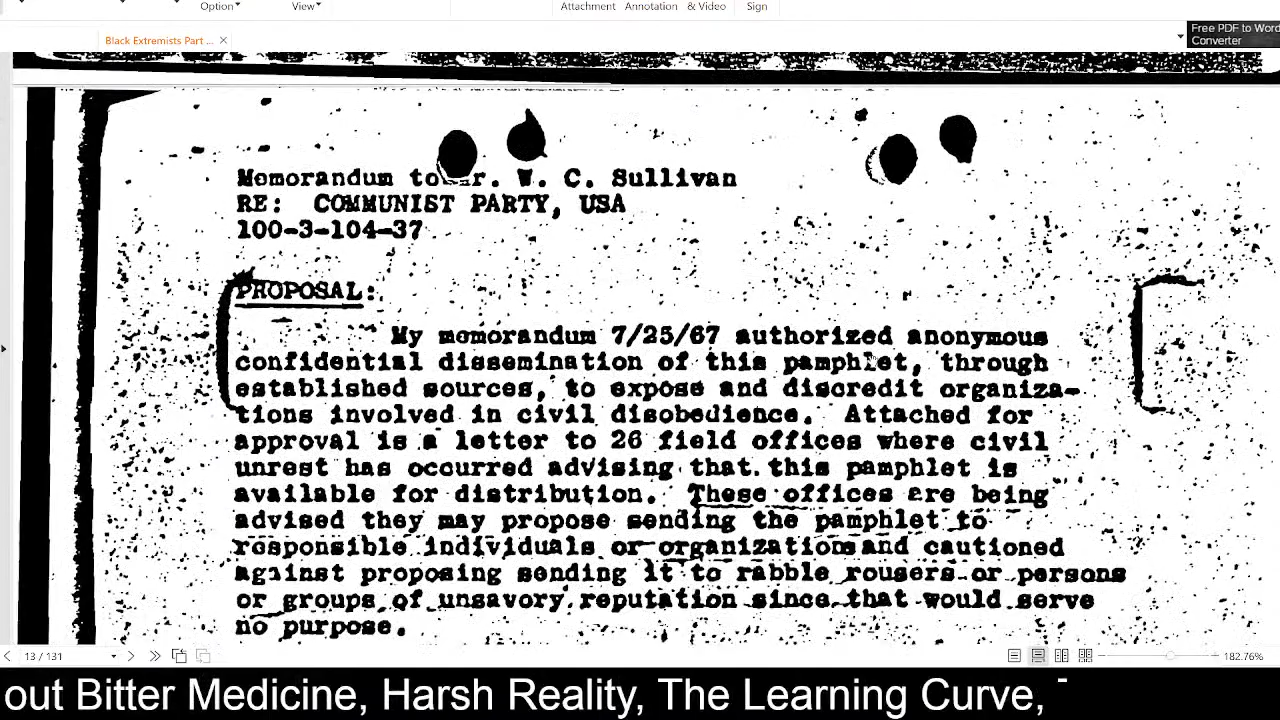 Option View Attachment Annotation & Video Sign
Free PDF to Word
Converter
Black Extremists Part ...
Memorandum to Mr. W. C. Sullivan
RE: COMMUNIST PARTY, USA
100-3-104-37
PROPOSAL:
My memorandum 7/25/67 authorized anonymous
confidential dissemination of this pamphlet, through
established sources, to expose and discredit organiza-
tions involved in civil disobedience. Attached for
approval is a letter to 26 field offices where civil
unrest has occurred advising that this pamphlet is
available for distribution. These offices are being
advised they may propose sending the pamphlet to
responsible individuals or organizations and cautioned
against proposing sending it to rabble rousers or persons
or groups of unsavory reputation since that would serve
no purpose.
13 / 131
182.76%
out Bitter Medicine, Harsh Reality, The Learning Curve,